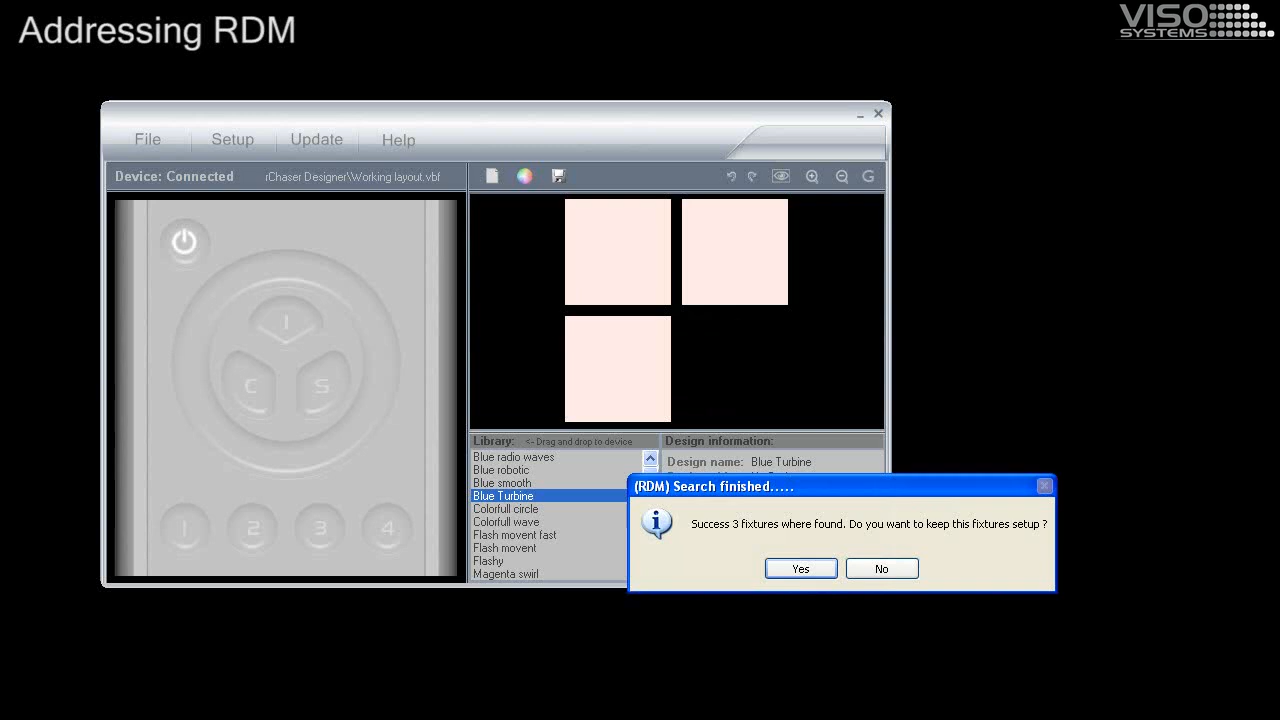 Addressing RDM
VISO
SYSTEMS
File Setup Update Help
Device: Connected rChaser Designer\Working layout.vbf
G
I
C S
1 2 3 4
Library: <- Drag and drop to device
Design information:
Blue radio waves
Blue robotic
Blue smooth
Blue Turbine
Colorfull circle
Colorfull wave
Flash movent fast
Flash movent
Flashy
Magenta swirl
Design name: Blue Turbine
(RDM) Search finished.....
Success 3 fixtures where found. Do you want to keep this fixtures setup ?
Yes No